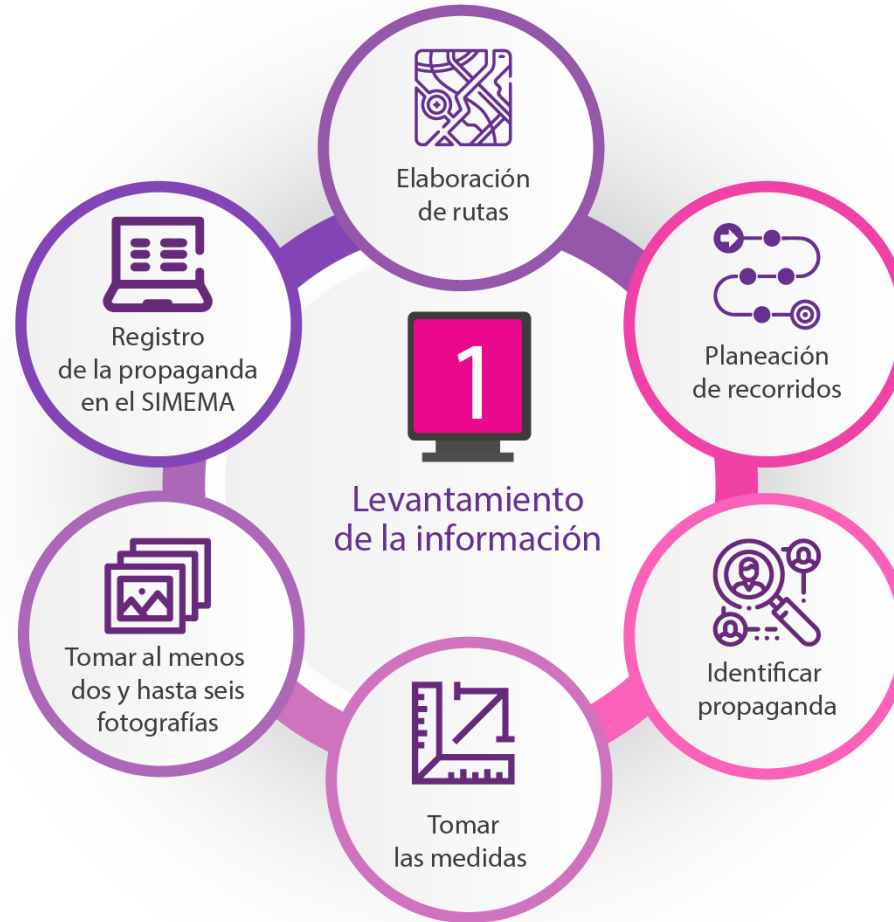 Elaboración
de rutas
Planeación
de recorridos
Identificar
propaganda
Tomar
las medidas
Tomar al menos
dos y hasta seis
fotografías
Registro
de la propaganda
en el SIMEMA
1
Levantamiento
de la información